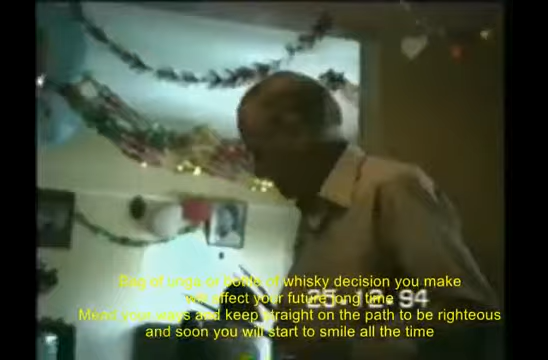 Bag of unga or bottle of whisky decision you make
will affect your future long time
Mend your ways and keep straight on the path to be righteous
and soon you will start to smile all the time
94